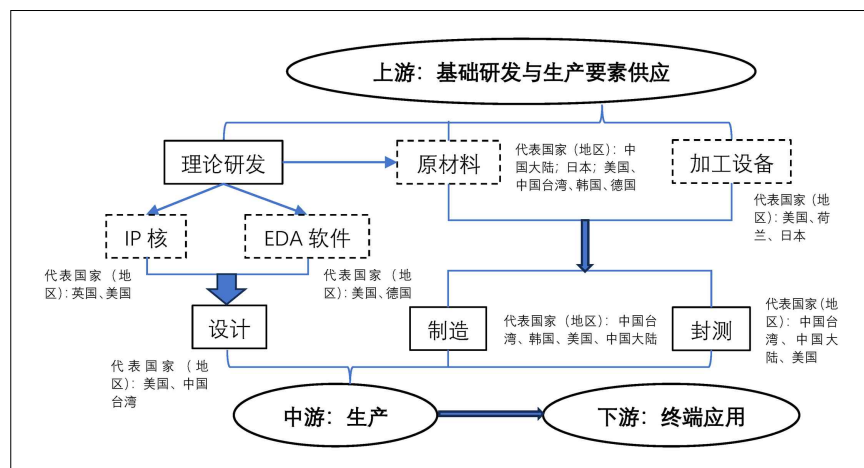 上游：基础研发与生产要素供应
理论研发
原材料
代表国家（地区）：中
国大陆；日本；美国、
中国台湾、韩国、德国
加工设备
代表国家（地
区）：美国、荷
兰、日本
IP 核
EDA 软件
代表国家（地
区）：英国、美国
代表国家（地
区）：美国、德国
设计
代表国家（地
区）：美国、中国
台湾
制造
代表国家（地区）：中国台
湾、韩国、美国、中国大陆
封测
代表国家（地
区）：中国台
湾、中国大
陆、美国
中游：生产
下游：终端应用